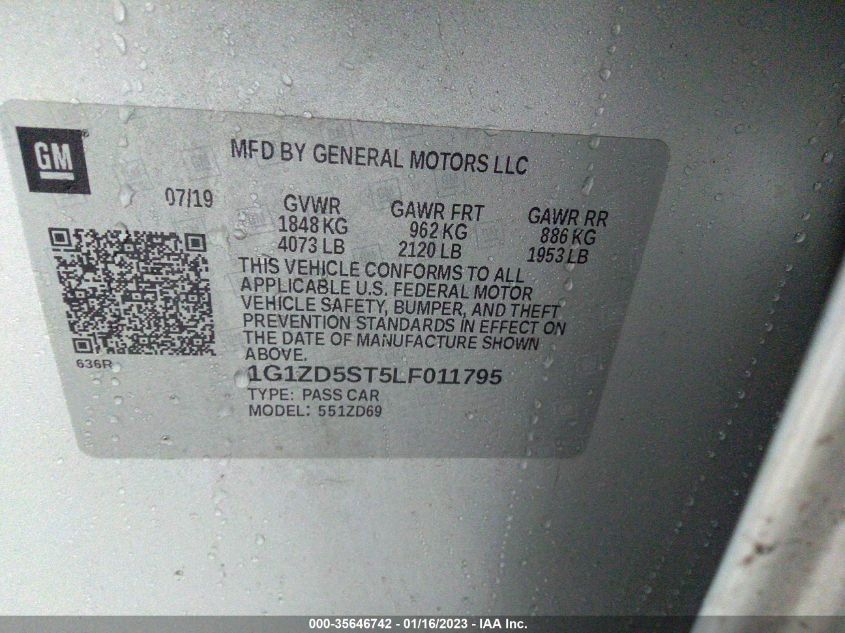 GM
MFD BY GENERAL MOTORS LLC
07/19
GVWR GAWR FRT GAWR RR
1848 KG 962 KG 886 KG
4073 LB 2120 LB 1953 LB
THIS VEHICLE CONFORMS TO ALL
APPLICABLE U.S. FEDERAL MOTOR
VEHICLE SAFETY, BUMPER, AND THEFT
PREVENTION STANDARDS IN EFFECT ON
THE DATE OF MANUFACTURE SHOWN
ABOVE.
636R
1G1ZD5ST5LF011795
TYPE: PASS CAR
MODEL: 551ZD69
000-35646742 - 01/16/2023 - IAA Inc.